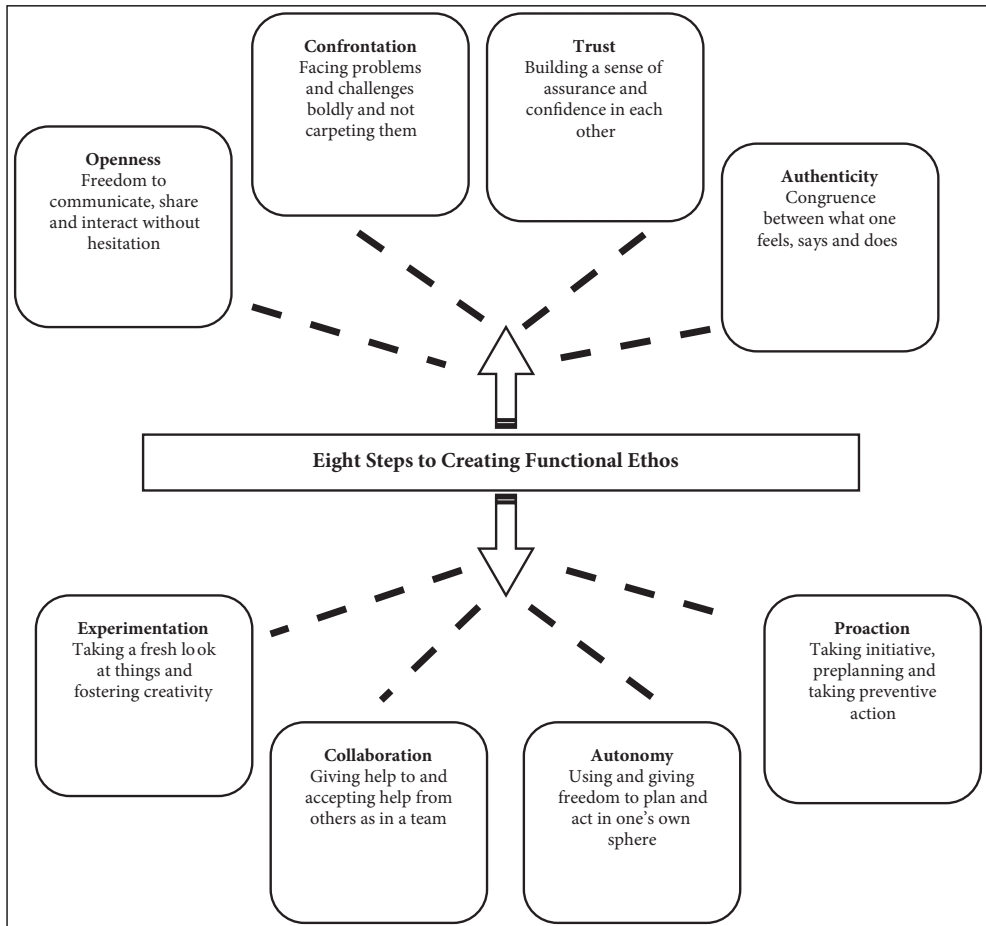 Confrontation
Facing problems
and challenges
boldly and not
carpeting them
Trust
Building a sense of
assurance and
confidence in each
other
Openness
Freedom to
communicate, share
and interact without
hesitation
Authenticity
Congruence
between what one
feels, says and does
Eight Steps to Creating Functional Ethos
Experimentation
Taking a fresh look
at things and
fostering creativity
Proaction
Taking initiative,
preplanning and
taking preventive
action
Collaboration
Giving help to and
accepting help from
others as in a team
Autonomy
Using and giving
freedom to plan and
act in one’s own
sphere